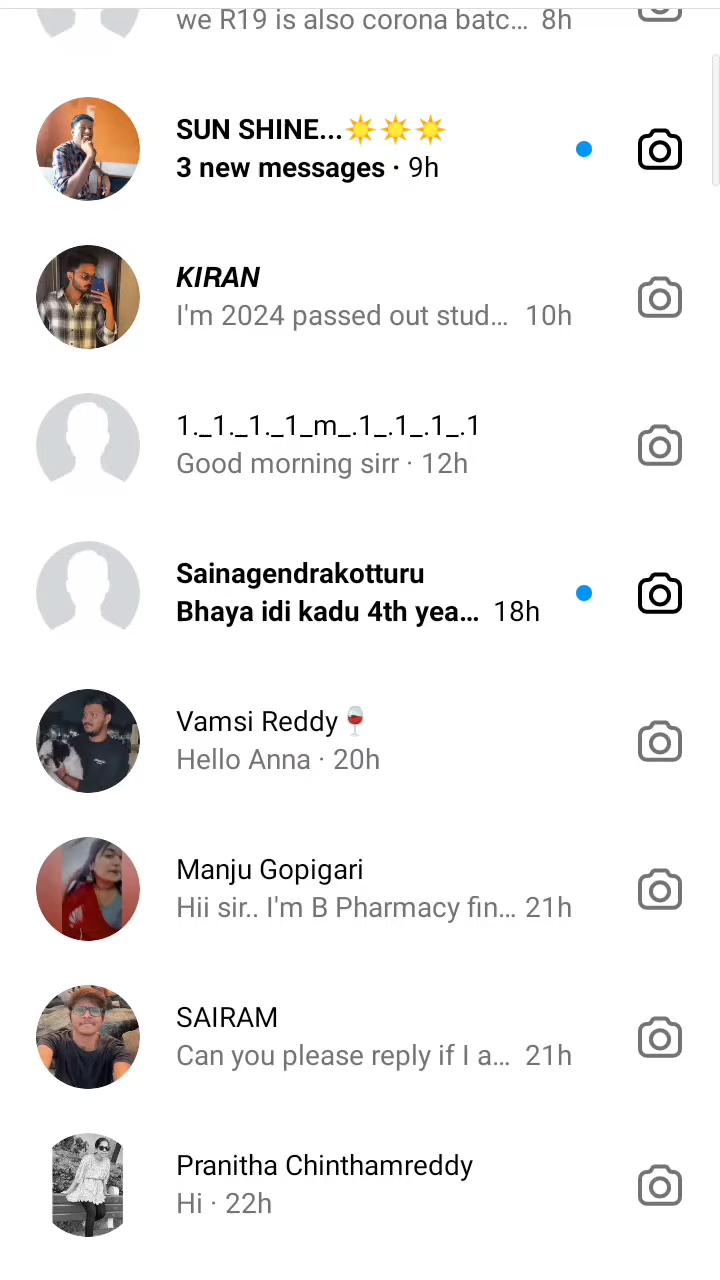 we R19 is also corona batc... 8h
SUN SHINE...☀️☀️☀️
3 new messages · 9h
KIRAN
I'm 2024 passed out stud... 10h
1._1._1._1_m_.1_.1_.1_.1
Good morning sirr · 12h
Sainagendrakotturu
Bhaya idi kadu 4th yea... 18h
Vamsi Reddy🍷
Hello Anna · 20h
Manju Gopigari
Hii sir.. I'm B Pharmacy fin... 21h
SAIRAM
Can you please reply if I a... 21h
Pranitha Chinthamreddy
Hi · 22h